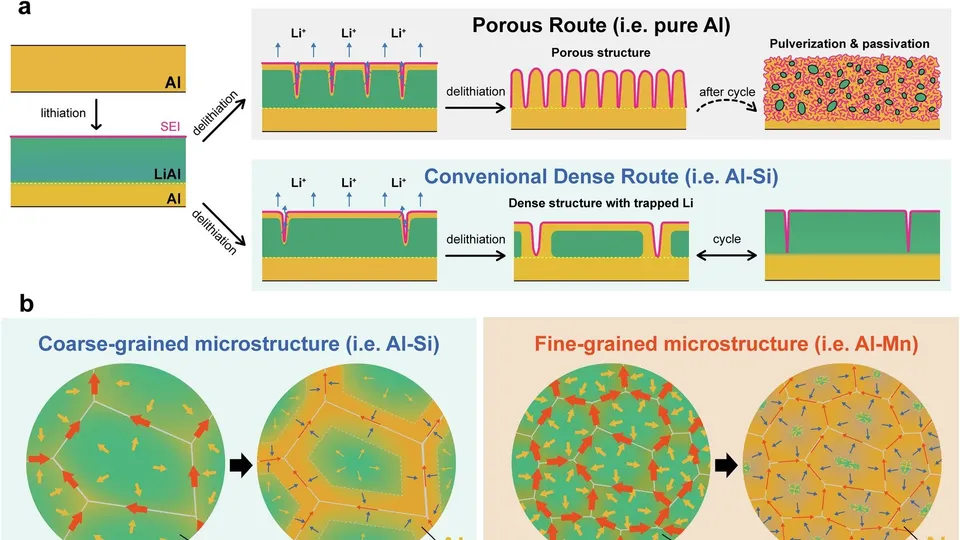 a
Porous Route (i.e. pure Al)
Li⁺ Li⁺ Li⁺
Porous structure
Pulverization & passivation
Al
lithiation
delithiation
delithiation
after cycle
SEI
LiAl
Al
Convenional Dense Route (i.e. Al-Si)
Li⁺ Li⁺ Li⁺
Dense structure with trapped Li
delithiation
delithiation
cycle
b
Coarse-grained microstructure (i.e. Al-Si)
Fine-grained microstructure (i.e. Al-Mn)